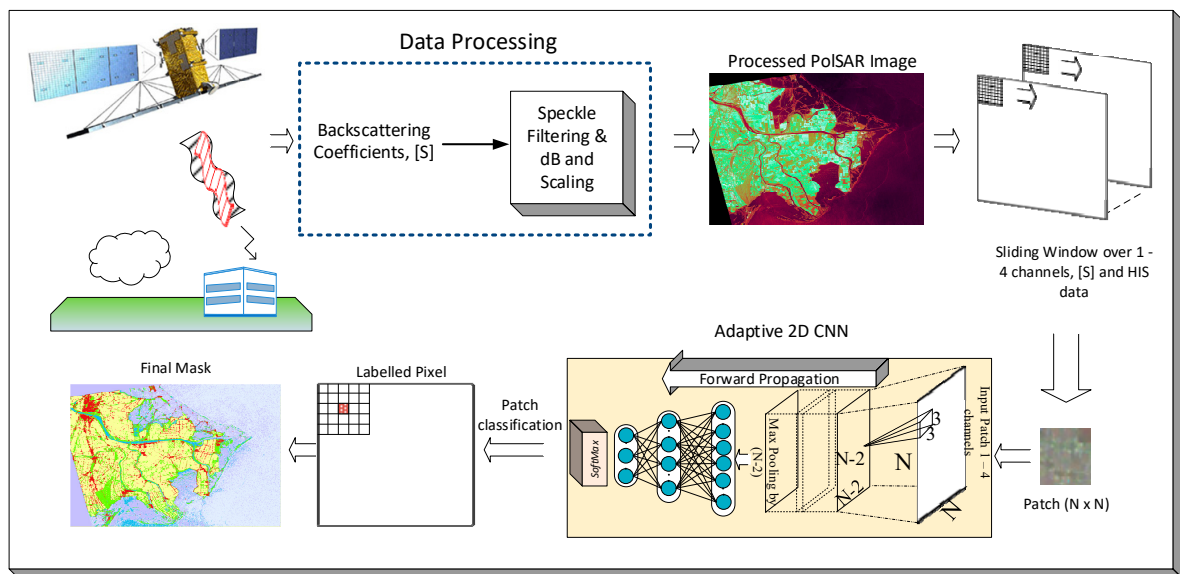 Data Processing
Backscattering
Coefficients, [S]
Speckle
Filtering &
dB and
Scaling
Processed PolSAR Image
Sliding Window over 1 -
4 channels, [S] and HIS
data
Adaptive 2D CNN
Forward Propagation
Input Patch 1 – 4
channels
3
3
N
N
N-2
N-2
Max Pooling by
(N-2)
SoftMax
Patch (N x N)
Patch
classification
Labelled Pixel
Final Mask